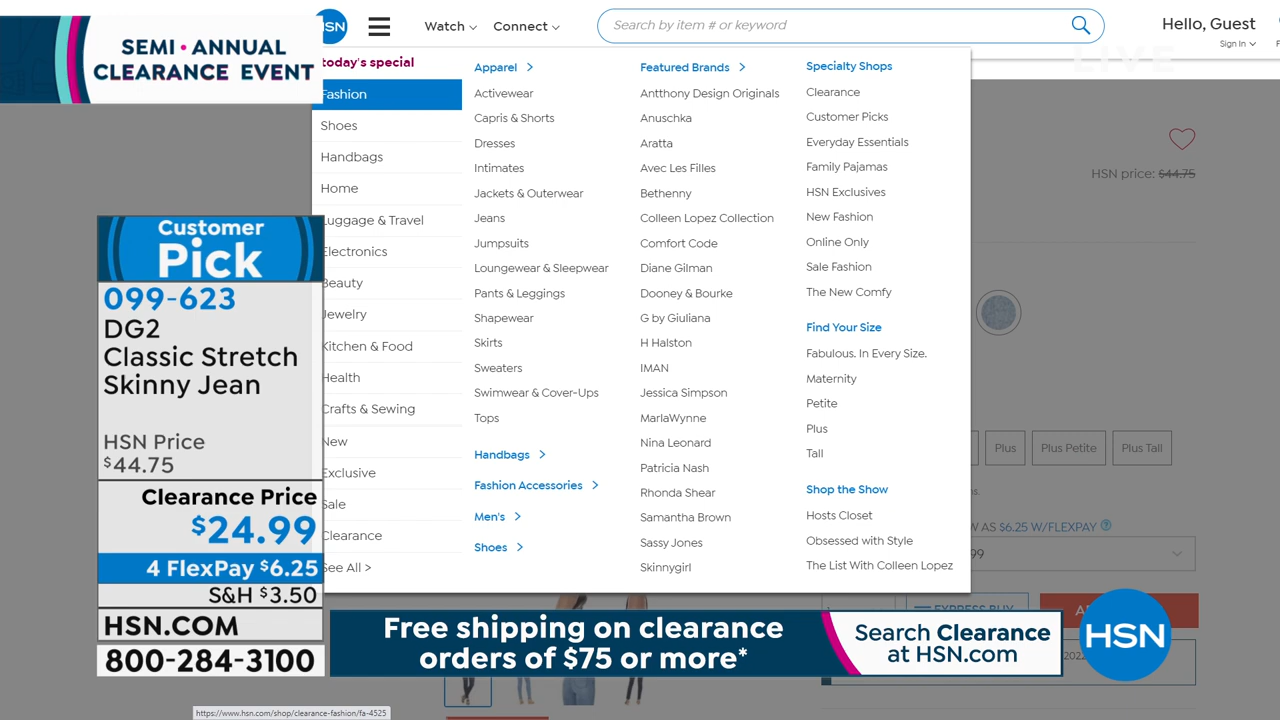 SEMI • ANNUAL
CLEARANCE EVENT
HSN
Watch
Connect
Search by item # or keyword
Hello, Guest
Sign In
LIVE
today's special
Fashion
Shoes
Handbags
Home
Luggage & Travel
Electronics
Beauty
Jewelry
Kitchen & Food
Health
Crafts & Sewing
New
Exclusive
Sale
Clearance
See All >
Apparel
Activewear
Capris & Shorts
Dresses
Intimates
Jackets & Outerwear
Jeans
Jumpsuits
Loungewear & Sleepwear
Pants & Leggings
Shapewear
Skirts
Sweaters
Swimwear & Cover-Ups
Tops
Handbags
Fashion Accessories
Men's
Shoes
Featured Brands
Antthony Design Originals
Anuschka
Aratta
Avec Les Filles
Bethenny
Colleen Lopez Collection
Comfort Code
Diane Gilman
Dooney & Bourke
G by Giuliana
H Halston
IMAN
Jessica Simpson
MarlaWynne
Nina Leonard
Patricia Nash
Rhonda Shear
Samantha Brown
Sassy Jones
Skinnygirl
Specialty Shops
Clearance
Customer Picks
Everyday Essentials
Family Pajamas
HSN Exclusives
New Fashion
Online Only
Sale Fashion
The New Comfy
Find Your Size
Fabulous. In Every Size.
Maternity
Petite
Plus
Tall
Shop the Show
Hosts Closet
Obsessed with Style
The List With Colleen Lopez
HSN price: $44.75
Plus
Plus Petite
Plus Tall
AS $6.25 W/FLEXPAY
99
EXPRESS BUY
Customer
Pick
099-623
DG2
Classic Stretch
Skinny Jean
HSN Price
$44.75
Clearance Price
$24.99
4 FlexPay $6.25
S&H $3.50
HSN.COM
800-284-3100
Free shipping on clearance
orders of $75 or more*
Search Clearance
at HSN.com
HSN
https://www.hsn.com/shop/clearance-fashion/fa-4525